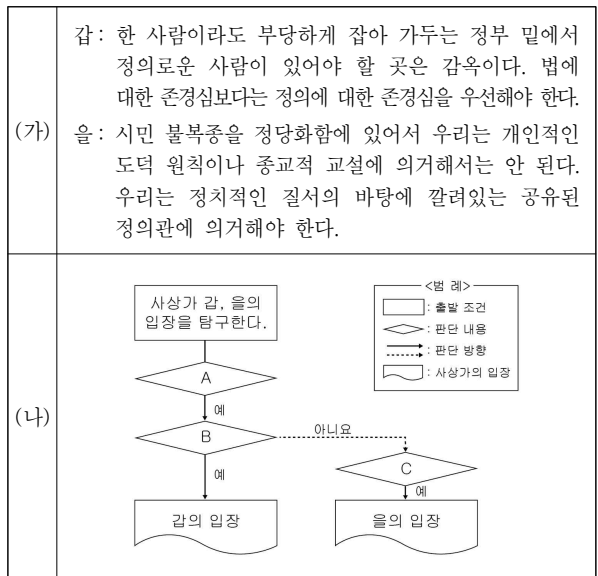 (가)
갑 : 한 사람이라도 부당하게 잡아 가두는 정부 밑에서
정의로운 사람이 있어야 할 곳은 감옥이다. 법에
대한 존경심보다는 정의에 대한 존경심을 우선해야 한다.
을 : 시민 불복종을 정당화함에 있어서 우리는 개인적인
도덕 원칙이나 종교적 교설에 의거해서는 안 된다.
우리는 정치적인 질서의 바탕에 깔려있는 공유된
정의관에 의거해야 한다.
(나)
사상가 갑, 을의
입장을 탐구한다.
<범 례>
: 출발 조건
: 판단 내용
: 판단 방향
: 사상가의 입장
A
예
B
아니요
예
C
예
갑의 입장
을의 입장